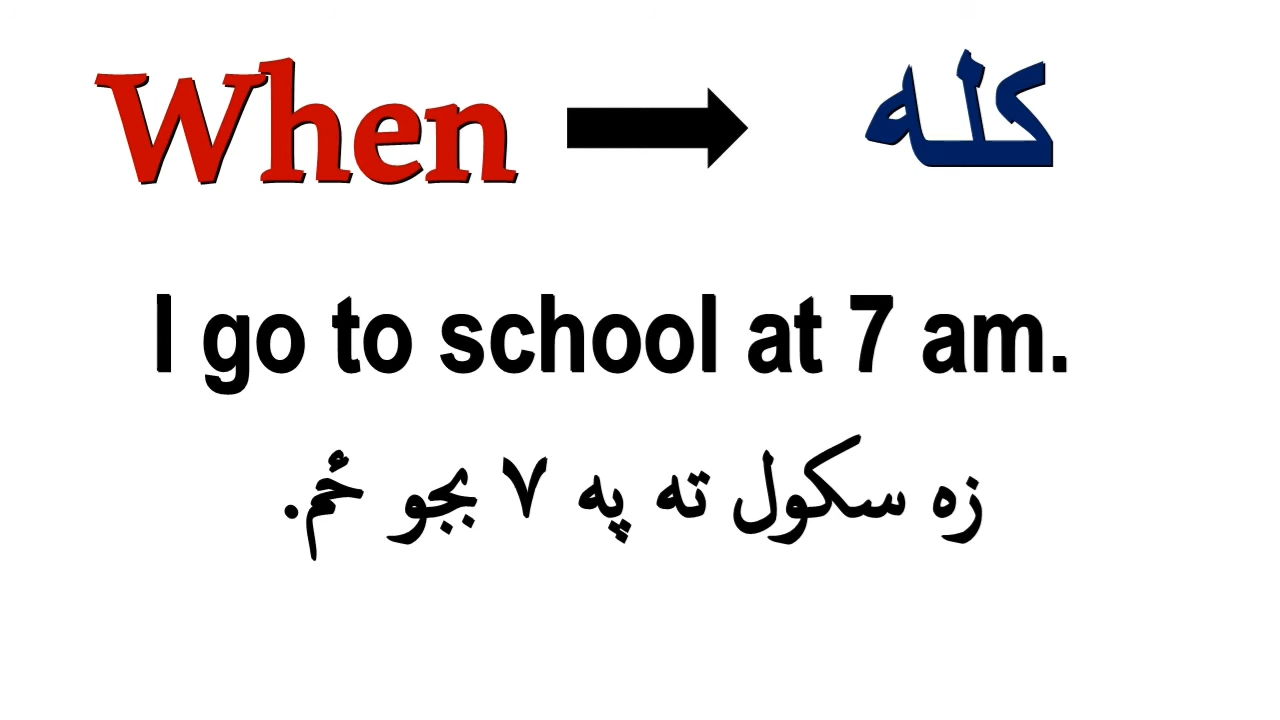 When → کله
I go to school at 7 am.
زه سکول ته په ۷ بجو ځم.